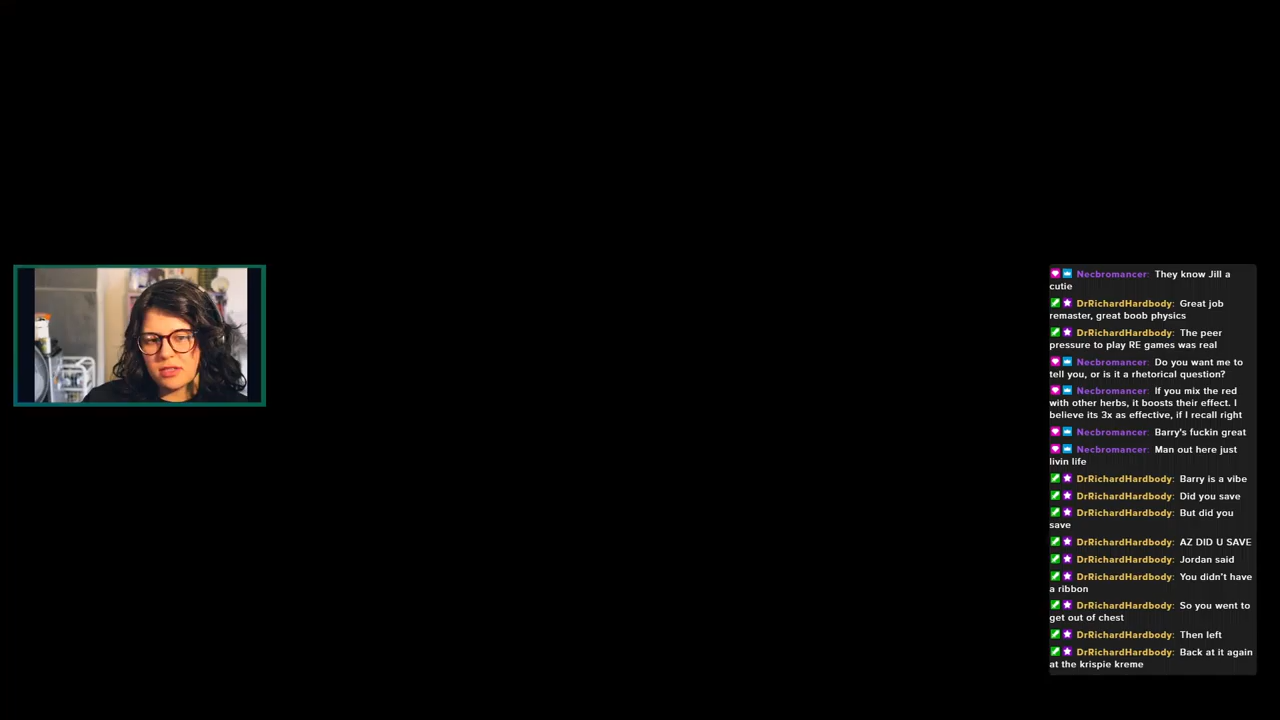 Necbromancer: They know Jill a
cutie
DrRichardHardbody: Great job
remaster, great boob physics
DrRichardHardbody: The peer
pressure to play RE games was real
Necbromancer: Do you want me to
tell you, or is it a rhetorical question?
Necbromancer: If you mix the red
with other herbs, it boosts their effect. I
believe its 3x as effective, if I recall right
Necbromancer: Barry's fuckin great
Necbromancer: Man out here just
livin life
DrRichardHardbody: Barry is a vibe
DrRichardHardbody: Did you save
DrRichardHardbody: But did you
save
DrRichardHardbody: AZ DID U SAVE
DrRichardHardbody: Jordan said
DrRichardHardbody: You didn't have
a ribbon
DrRichardHardbody: So you went to
get out of chest
DrRichardHardbody: Then left
DrRichardHardbody: Back at it again
at the krispie kreme